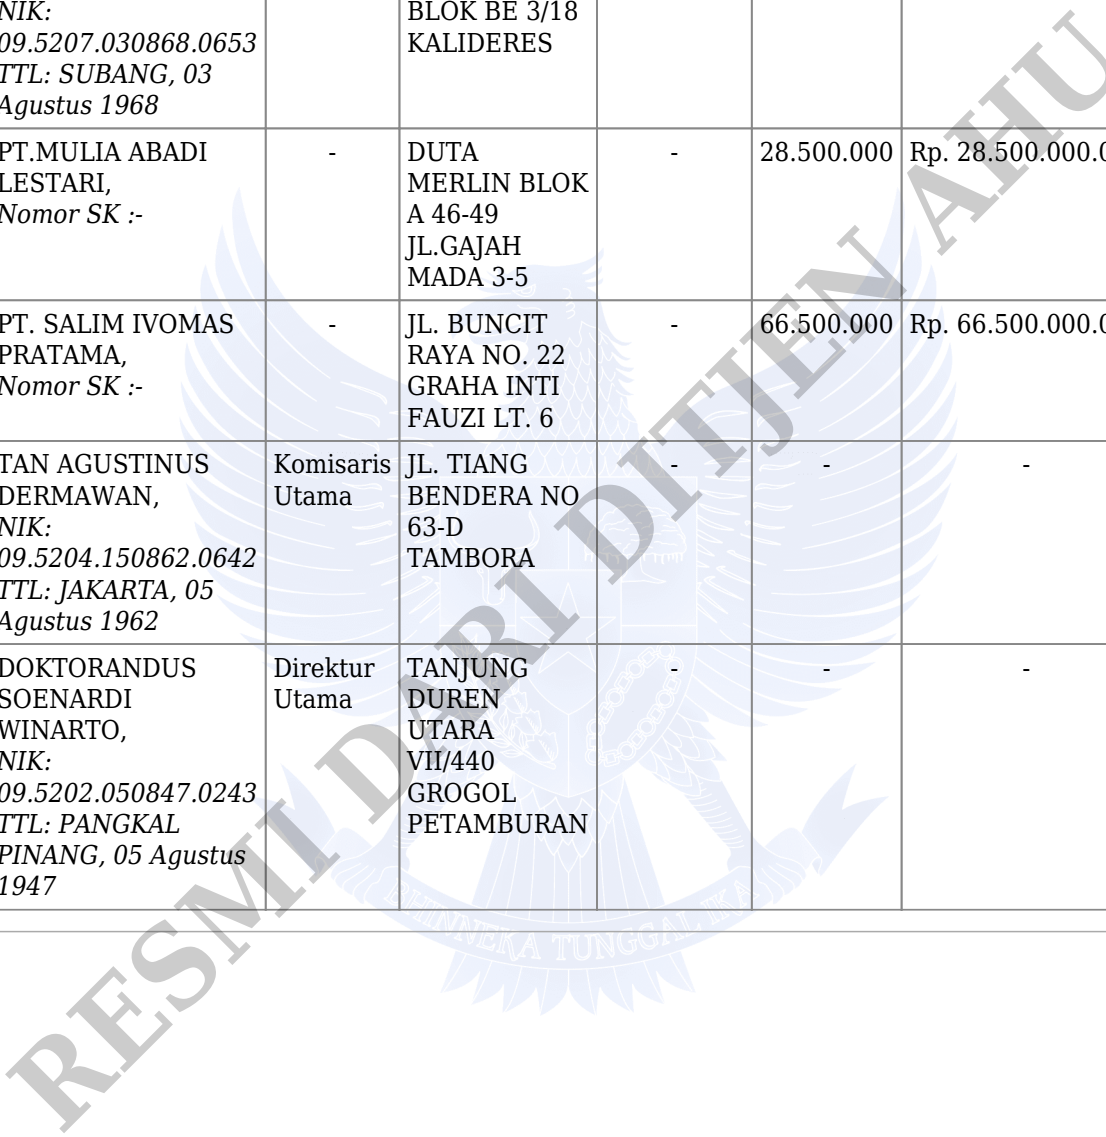 NIK:
09.5207.030868.0653
TTL: SUBANG, 03
Agustus 1968
BLOK BE 3/18
KALIDERES
PT.MULIA ABADI
LESTARI,
Nomor SK :-
-
DUTA
MERLIN BLOK
A 46-49
JL.GAJAH
MADA 3-5
-
28.500.000
Rp. 28.500.000.0
PT. SALIM IVOMAS
PRATAMA,
Nomor SK :-
-
JL. BUNCIT
RAYA NO. 22
GRAHA INTI
FAUZI LT. 6
-
66.500.000
Rp. 66.500.000.0
TAN AGUSTINUS
DERMAWAN,
NIK:
09.5204.150862.0642
TTL: JAKARTA, 05
Agustus 1962
Komisaris
Utama
JL. TIANG
BENDERA NO
63-D
TAMBORA
-
-
-
DOKTORANDUS
SOENARDI
WINARTO,
NIK:
09.5202.050847.0243
TTL: PANGKAL
PINANG, 05 Agustus
1947
Direktur
Utama
TANJUNG
DUREN
UTARA
VII/440
GROGOL
PETAMBURAN
-
-
-
RESMI DARI DITJEN AHU
BHINNEKA TUNGGAL IKA